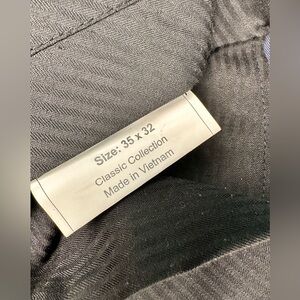 Size: 35 x 32
Classic Collection
Made in Vietnam